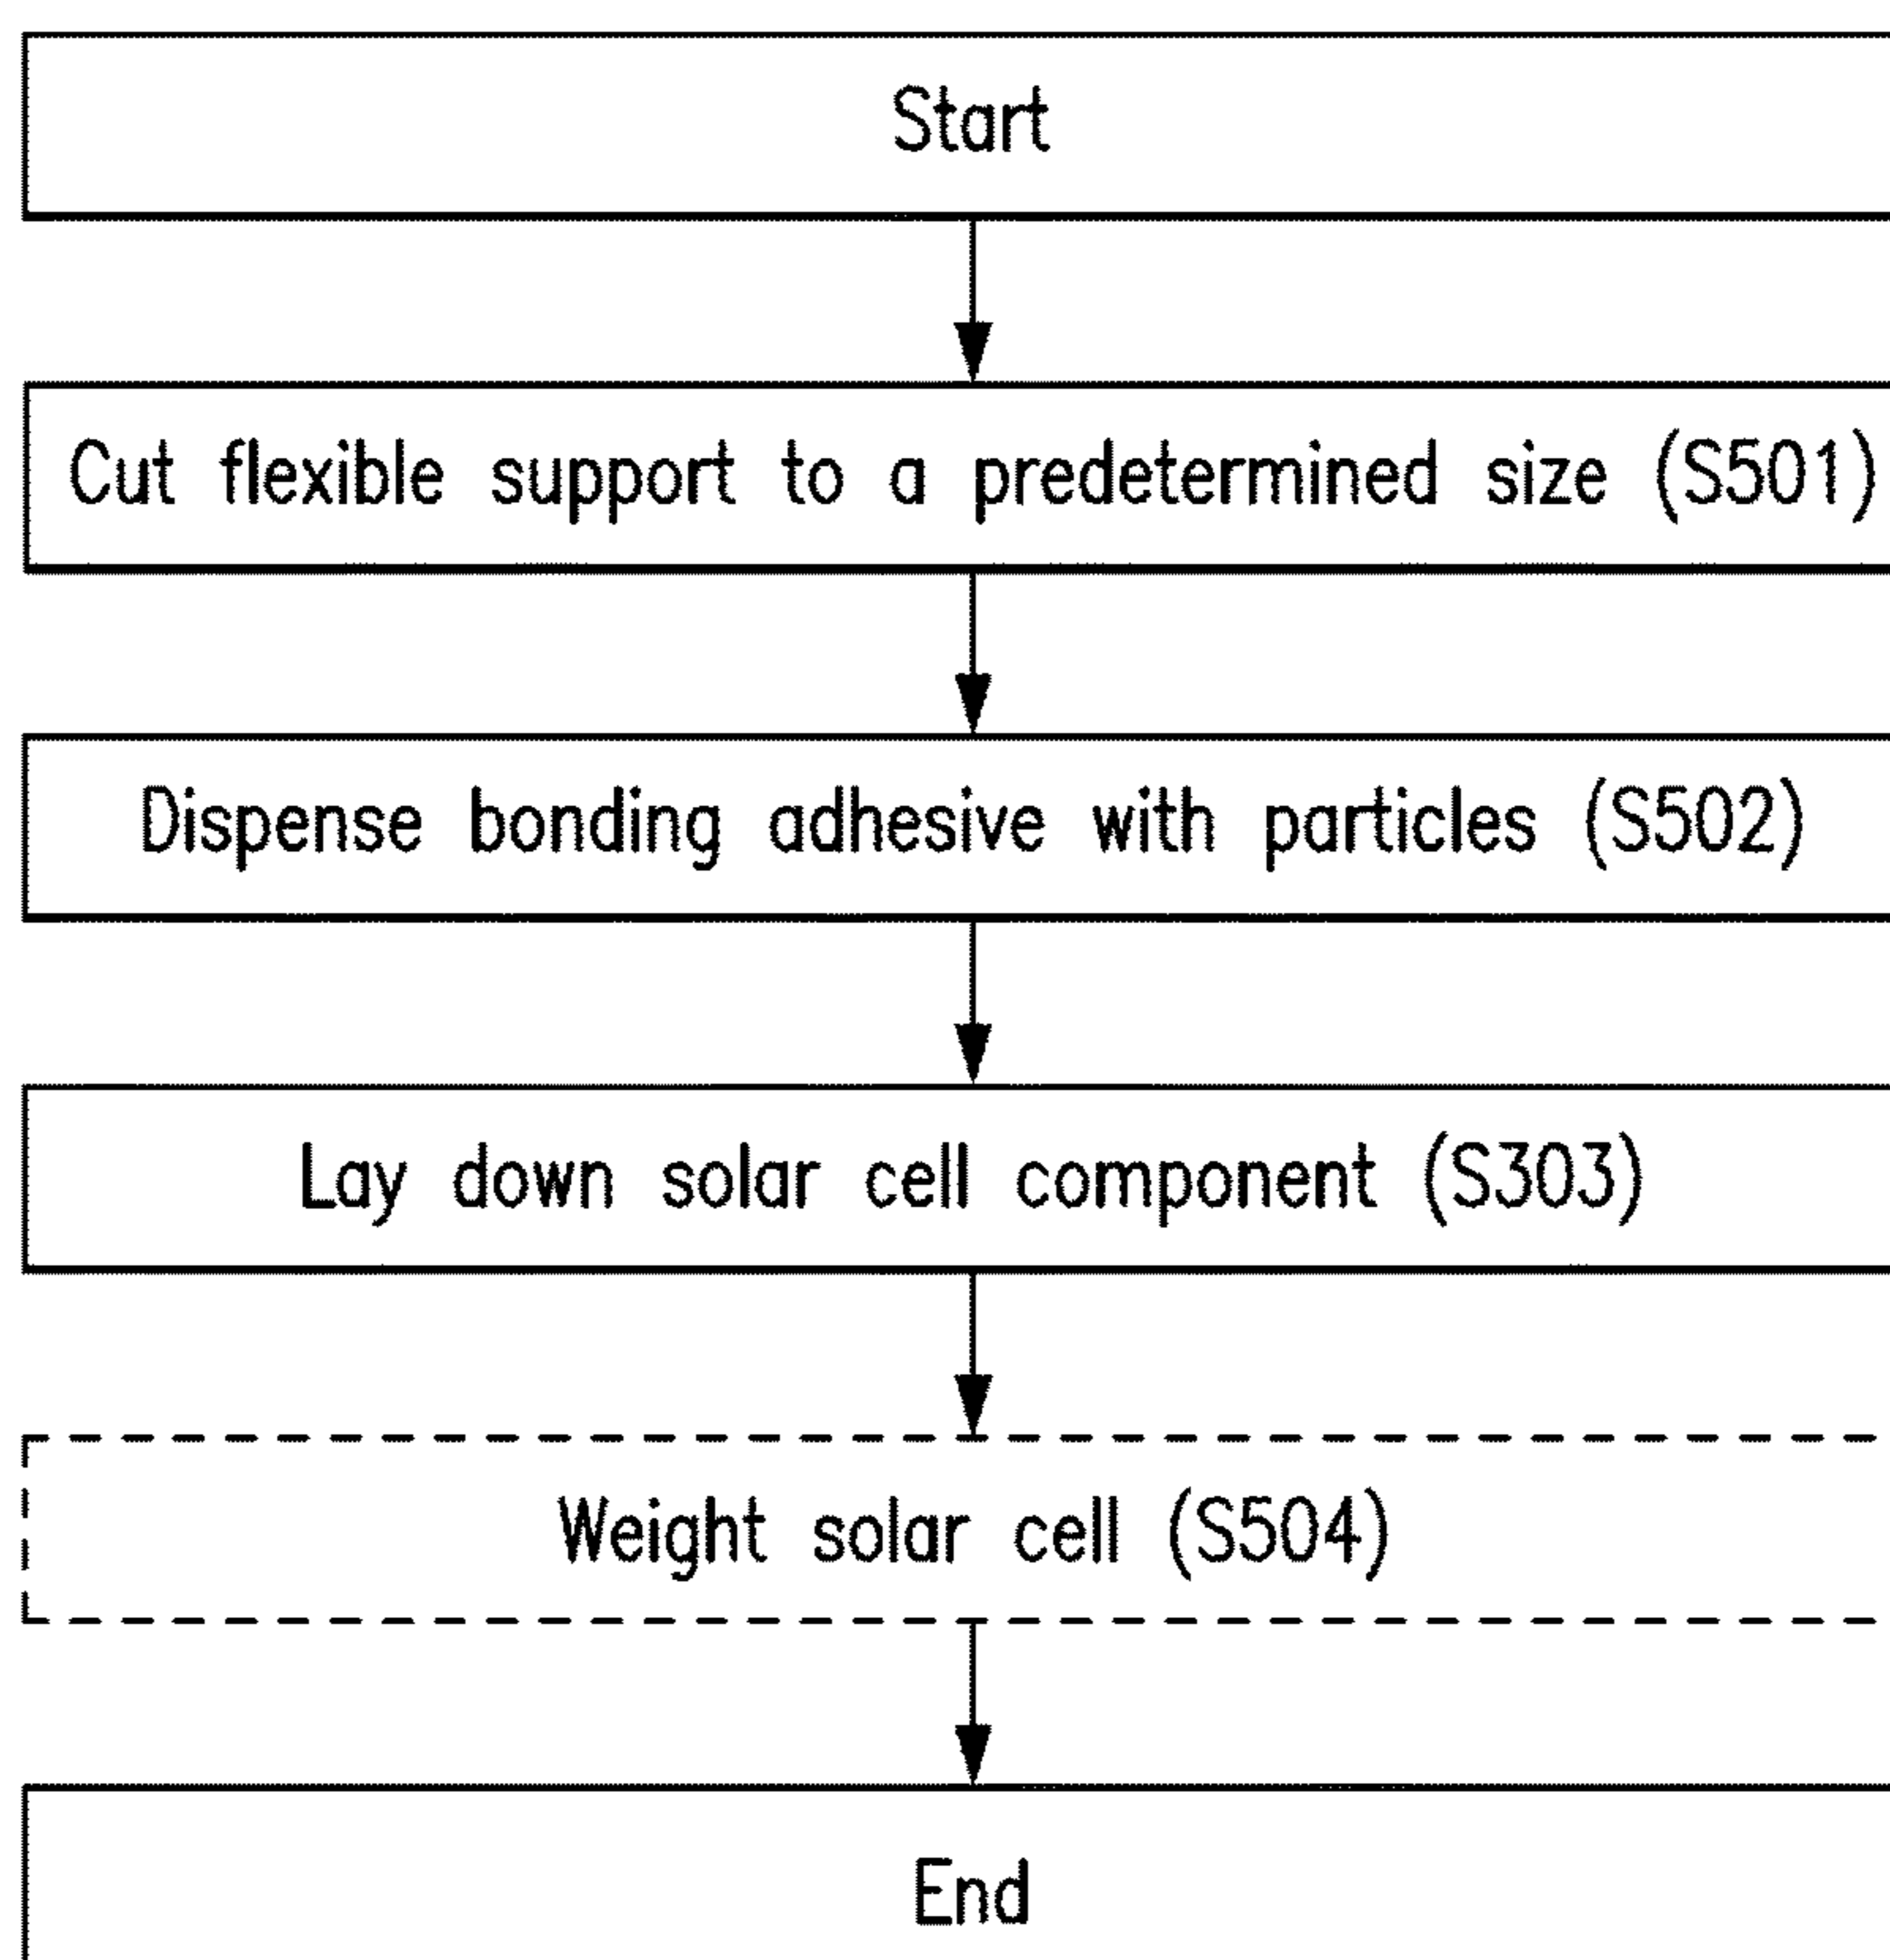 Start
Cut flexible support to a predetermined size (S501)
Dispense bonding adhesive with particles (S502)
Lay down solar cell component (S303)
Weight solar cell (S504)
End